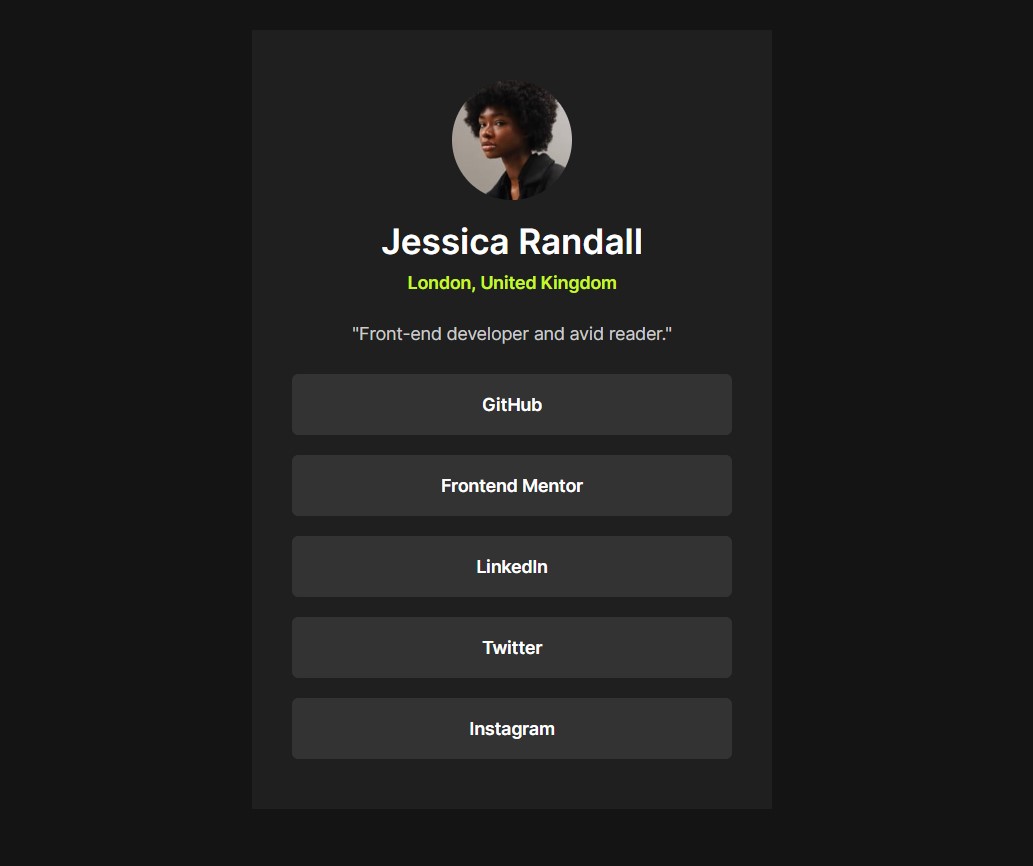 Jessica Randall
London, United Kingdom
"Front-end developer and avid reader."
GitHub
Frontend Mentor
LinkedIn
Twitter
Instagram